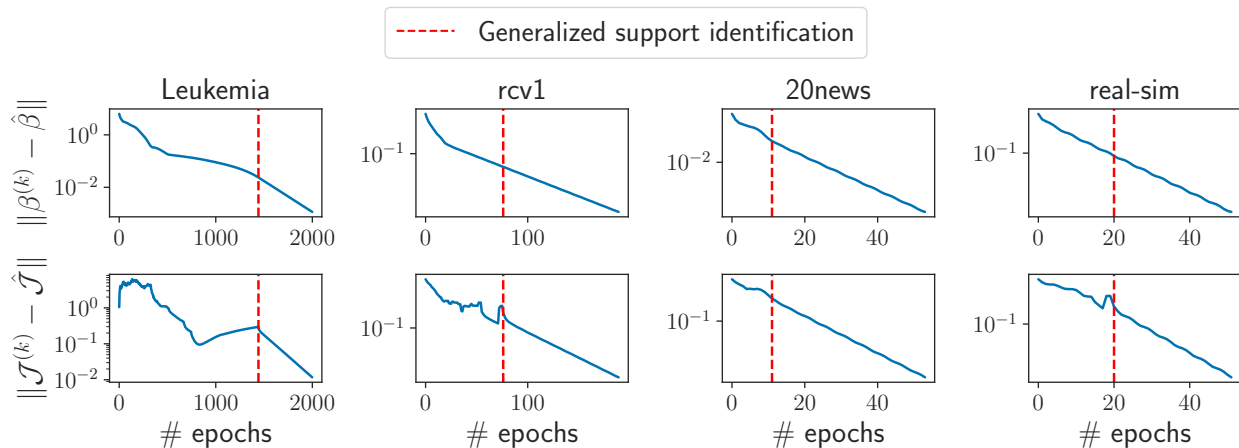 Generalized support identification
Leukemia rcv1 20news real-sim
‖β^(k) − β̂‖
10^0
10^−2
10^−1
10^−2
10^−1
0 1000 2000
0 100
0 20 40
0 20 40
‖𝒥^(k) − 𝒥̂‖
10^0
10^−1
10^−2
10^−1
10^−1
10^−1
0 1000 2000
0 100
0 20 40
0 20 40
# epochs # epochs # epochs # epochs